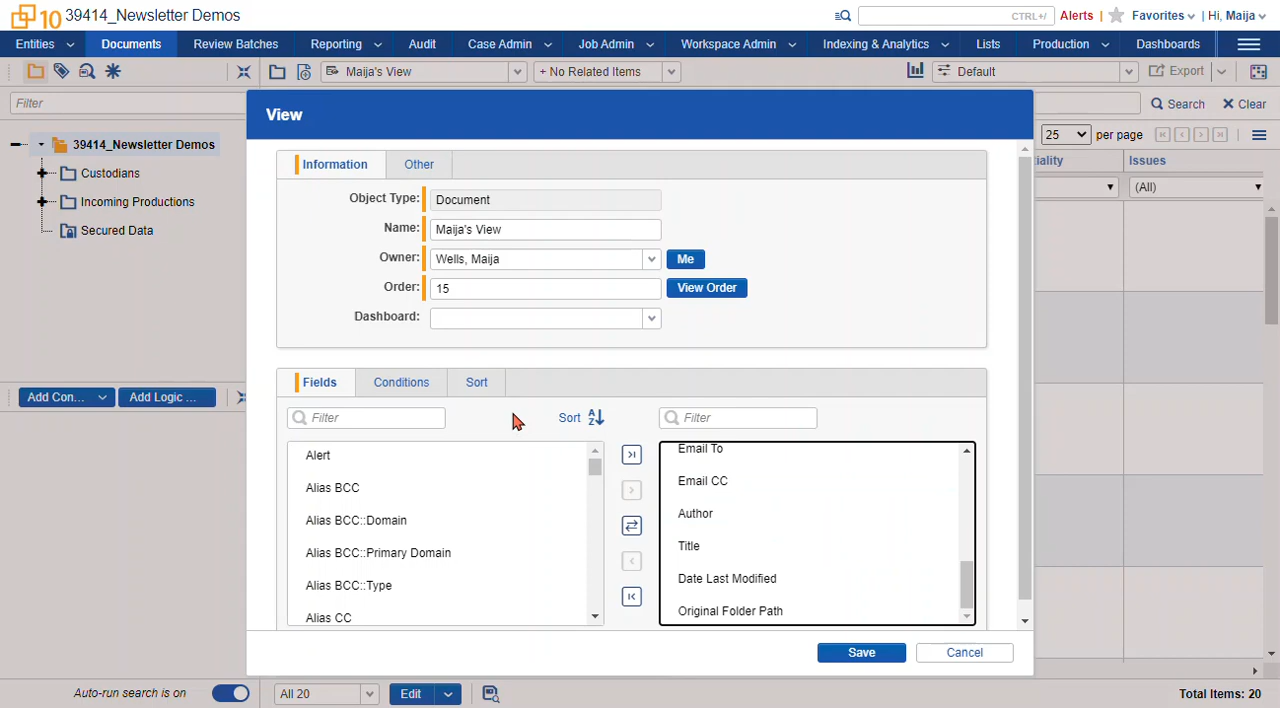 10 39414_Newsletter Demos
CTRL+/ Alerts | Favorites Hi, Maija
Entities Documents Review Batches Reporting Audit Case Admin Job Admin Workspace Admin Indexing & Analytics Lists Production Dashboards
Maija's View + No Related Items Default Export
Filter Search Clear
View
25 per page
39414_Newsletter Demos
Custodians
Incoming Productions
Secured Data
Information Other
iality Issues
(All)
Object Type: Document
Name: Maija's View
Owner: Wells, Maija Me
Order: 15 View Order
Dashboard:
Add Con... Add Logic ...
Fields Conditions Sort
Filter Sort A Z Filter
Alert
Alias BCC
Alias BCC::Domain
Alias BCC::Primary Domain
Alias BCC::Type
Alias CC
Email To
Email CC
Author
Title
Date Last Modified
Original Folder Path
Save Cancel
Auto-run search is on All 20 Edit Total Items: 20